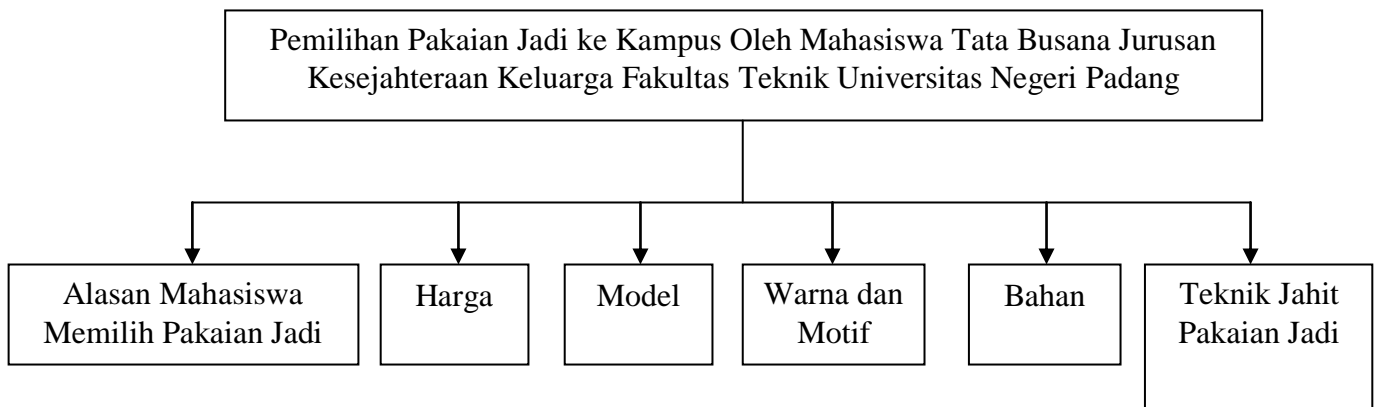 Pemilihan Pakaian Jadi ke Kampus Oleh Mahasiswa Tata Busana Jurusan
Kesejahteraan Keluarga Fakultas Teknik Universitas Negeri Padang
Alasan Mahasiswa
Memilih Pakaian Jadi
Harga
Model
Warna dan
Motif
Bahan
Teknik Jahit
Pakaian Jadi